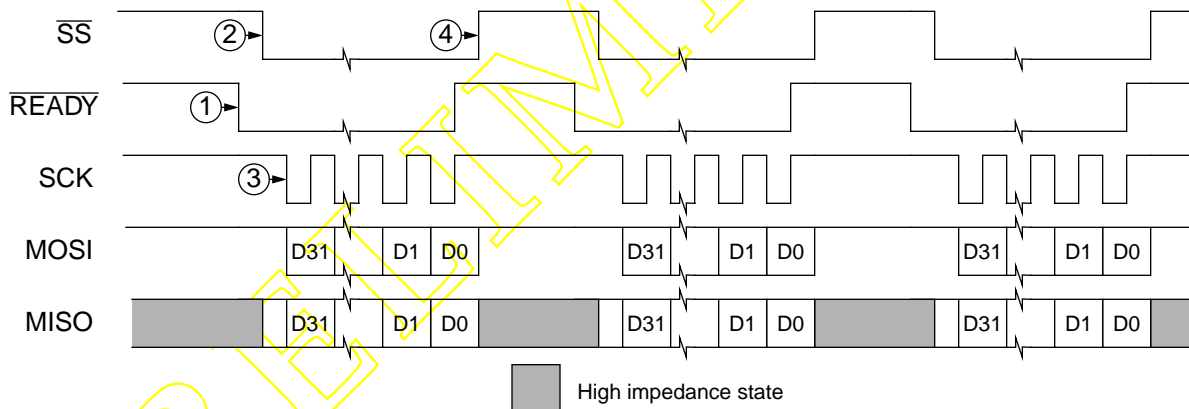 SS ② ④
READY ①
SCK ③
MOSI D31 D1 D0 D31 D1 D0 D31 D1 D0
MISO D31 D1 D0 D31 D1 D0 D31 D1 D0
High impedance state
PRELIM